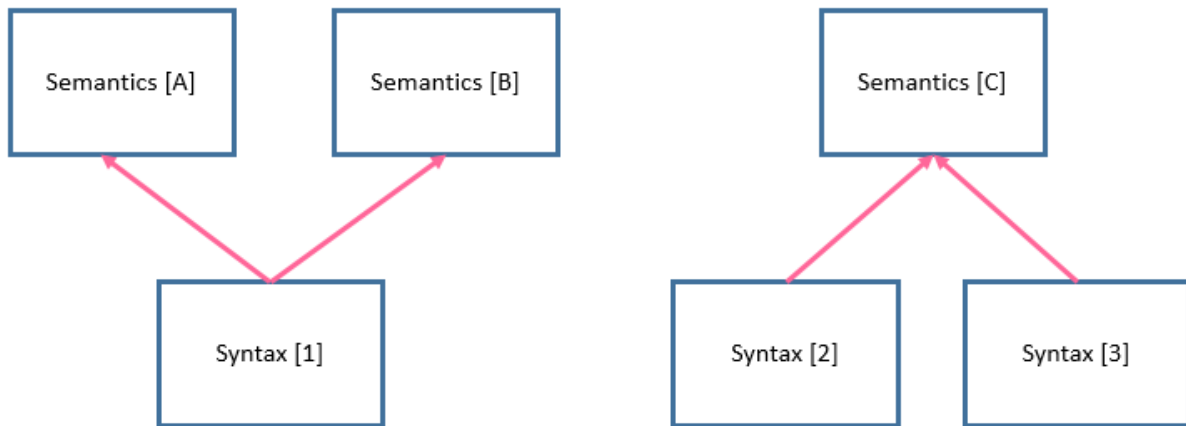 Semantics [A]
Semantics [B]
Semantics [C]
Syntax [1]
Syntax [2]
Syntax [3]